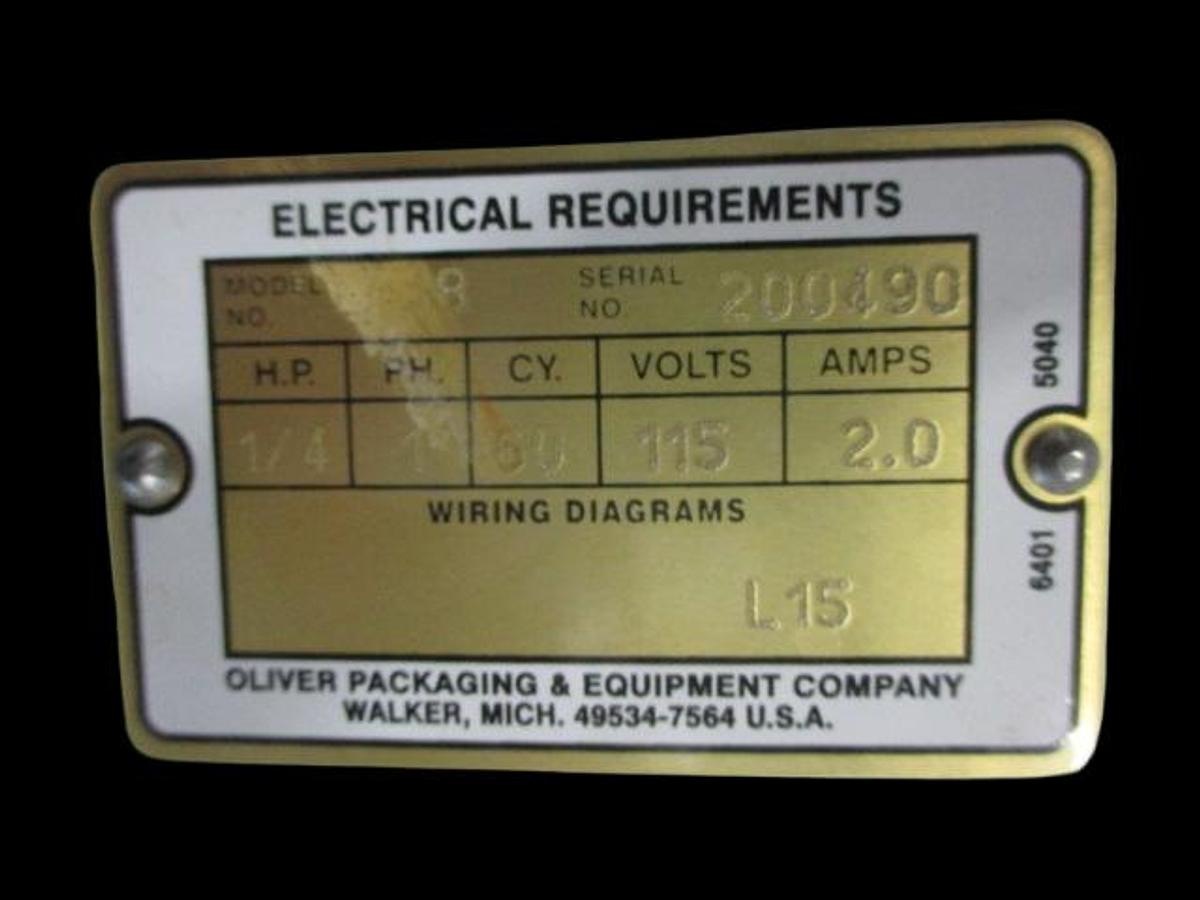 ELECTRICAL REQUIREMENTS
MODEL NO. SERIAL NO 200490
H.P. PH. CY. VOLTS AMPS
1/4 1 60 115 2.0
WIRING DIAGRAMS
L15
OLIVER PACKAGING & EQUIPMENT COMPANY
WALKER, MICH. 49534-7564 U.S.A.
6401 5040